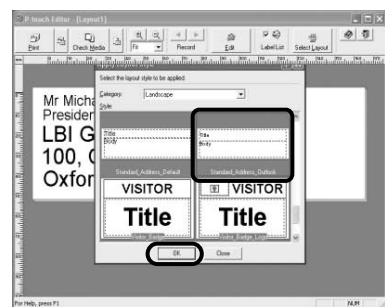 P-touch Editor - [Layout1]
Print Check Media Fit Record Edit Label List Select Layout
Select the layout style to be applied.
Category: Landscape
Style:
Mr Micha
Presiden
LBI G
100, C
Oxfor
Title
Body
Title
Body
Standard_Address_Default
Standard_Address_Outlook
VISITOR
Title
VISITOR
Title
OK Close
For Help, press F1 NUM